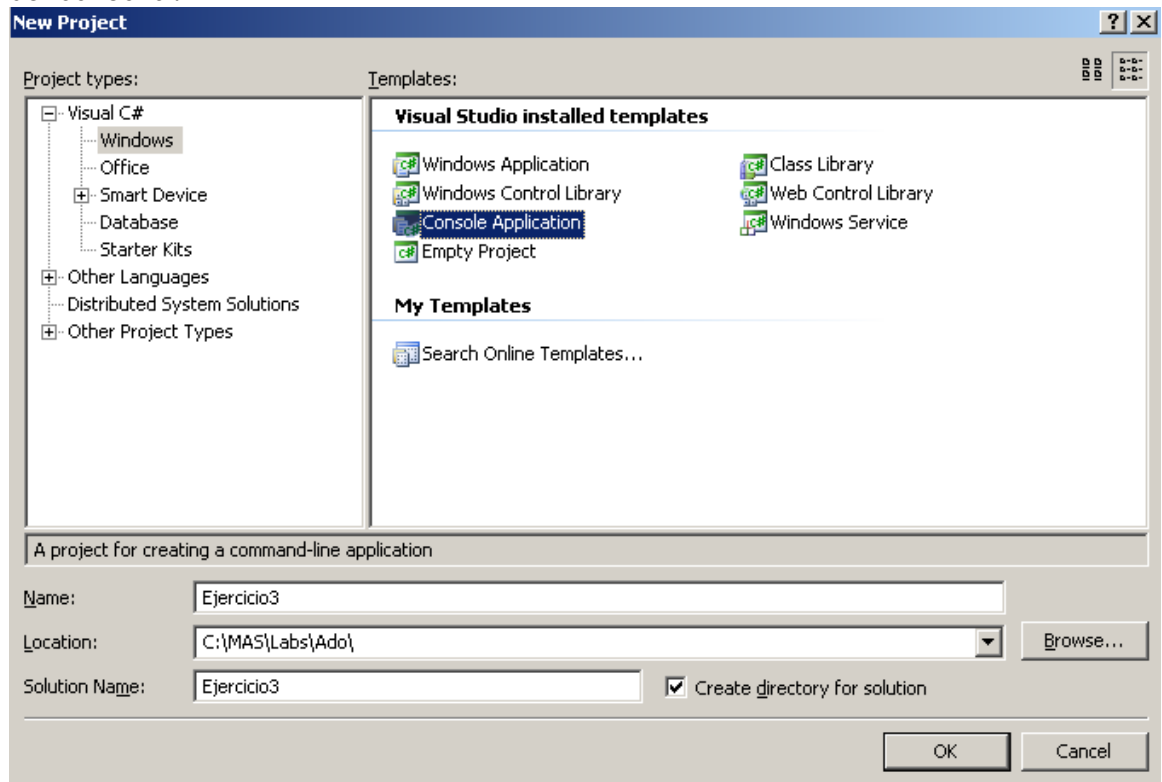 New Project
Project types:
Templates:
Visual C#
Windows
Office
Smart Device
Database
Starter Kits
Other Languages
Distributed System Solutions
Other Project Types
Visual Studio installed templates
Windows Application
Class Library
Windows Control Library
Web Control Library
Console Application
Windows Service
Empty Project
My Templates
Search Online Templates...
A project for creating a command-line application
Name:
Ejercicio3
Location:
C:\MAS\Labs\Ado\
Browse...
Solution Name:
Ejercicio3
Create directory for solution
OK
Cancel